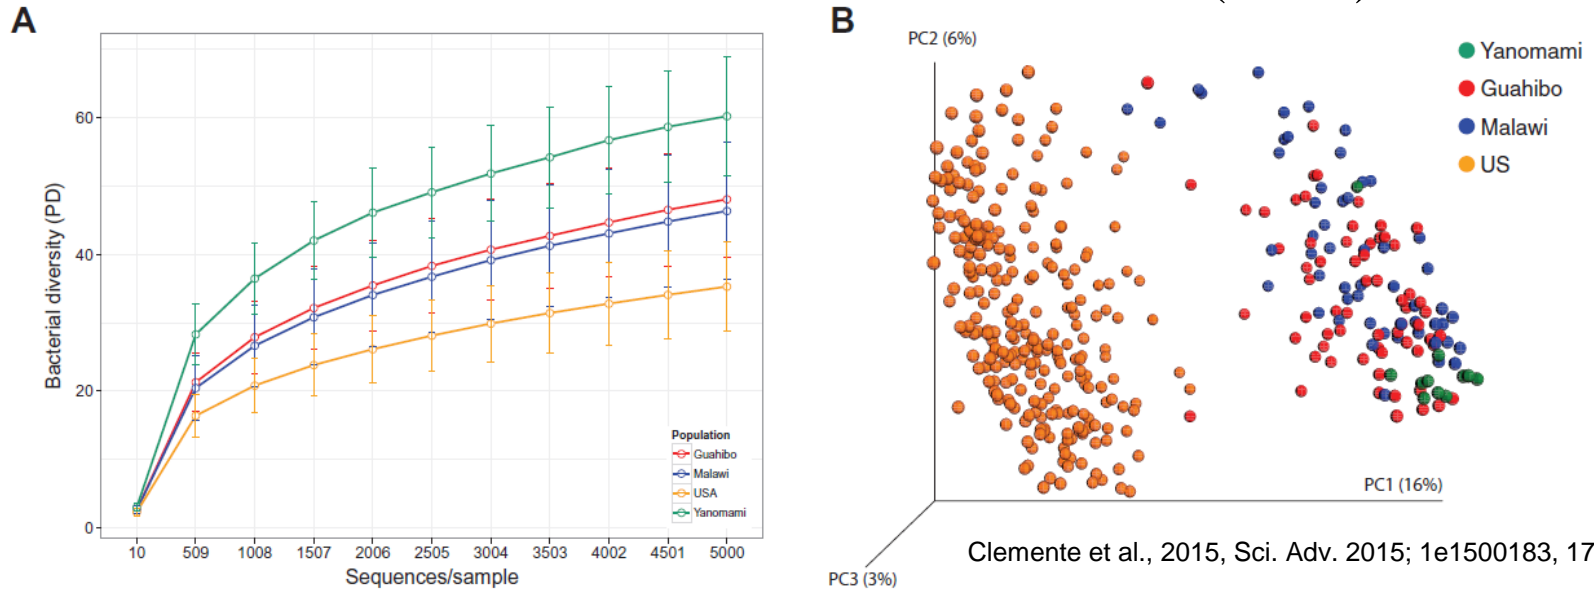 A
Bacterial diversity (PD)
60
40
20
0
10 509 1008 1507 2006 2505 3004 3503 4002 4501 5000
Sequences/sample
Population
Guahibo
Malawi
USA
Yanomami
B
PC2 (6%)
Yanomami
Guahibo
Malawi
US
PC1 (16%)
PC3 (3%)
Clemente et al., 2015, Sci. Adv. 2015; 1e1500183, 17